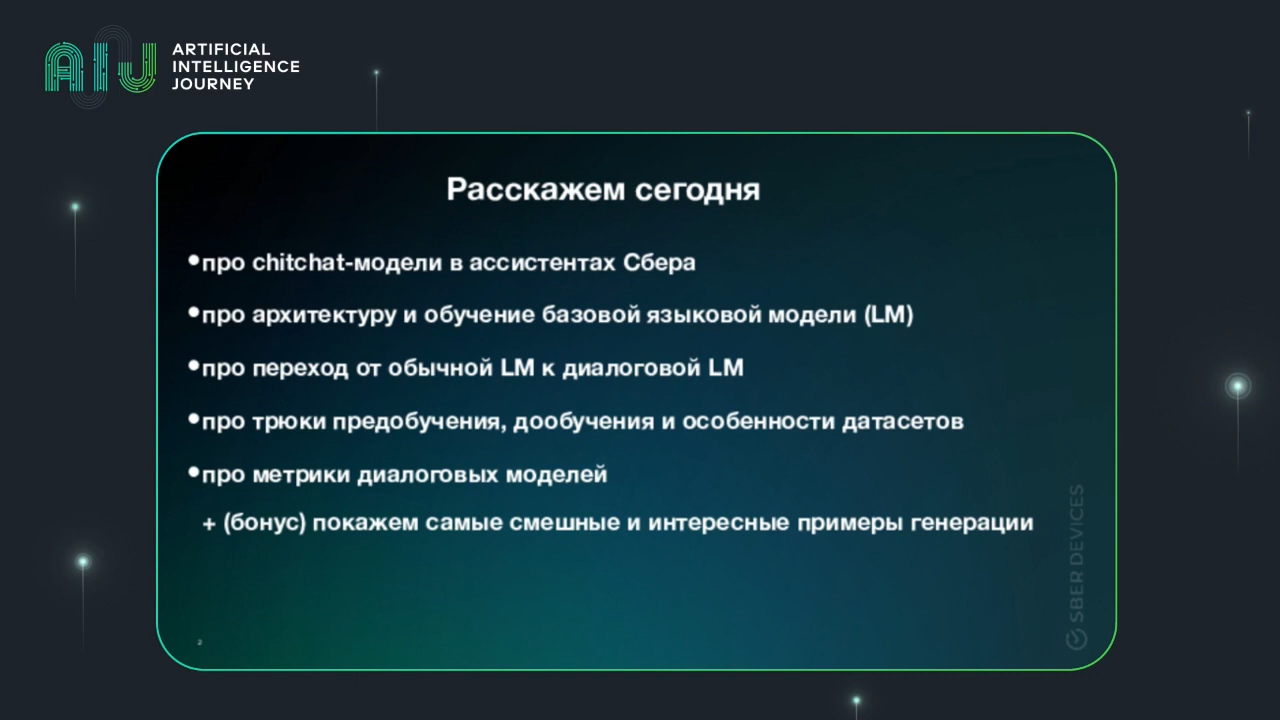 ARTIFICIAL
INTELLIGENCE
JOURNEY
Расскажем сегодня
•про chitchat-модели в ассистентах Сбера
•про архитектуру и обучение базовой языковой модели (LM)
•про переход от обычной LM к диалоговой LM
•про трюки предобучения, дообучения и особенности датасетов
•про метрики диалоговых моделей
+ (бонус) покажем самые смешные и интересные примеры генерации
SBER DEVICES
2